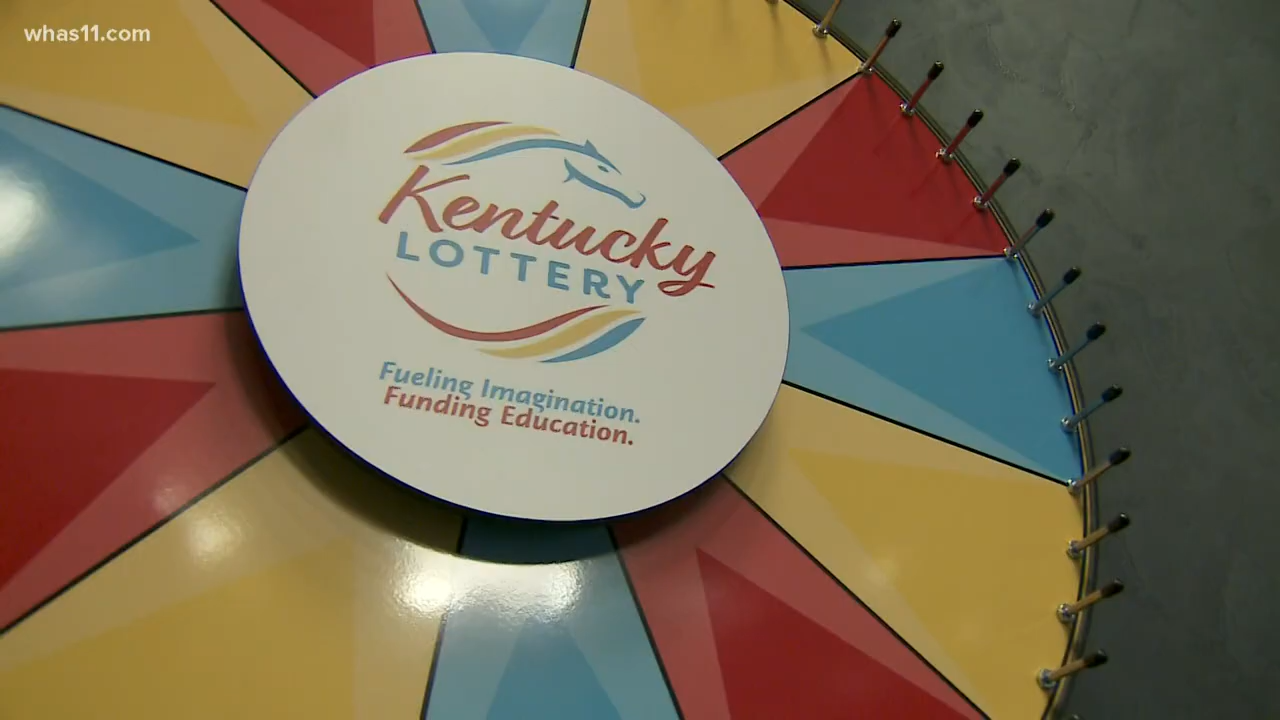 whas11.com
Kentucky
LOTTERY
Fueling Imagination.
Funding Education.